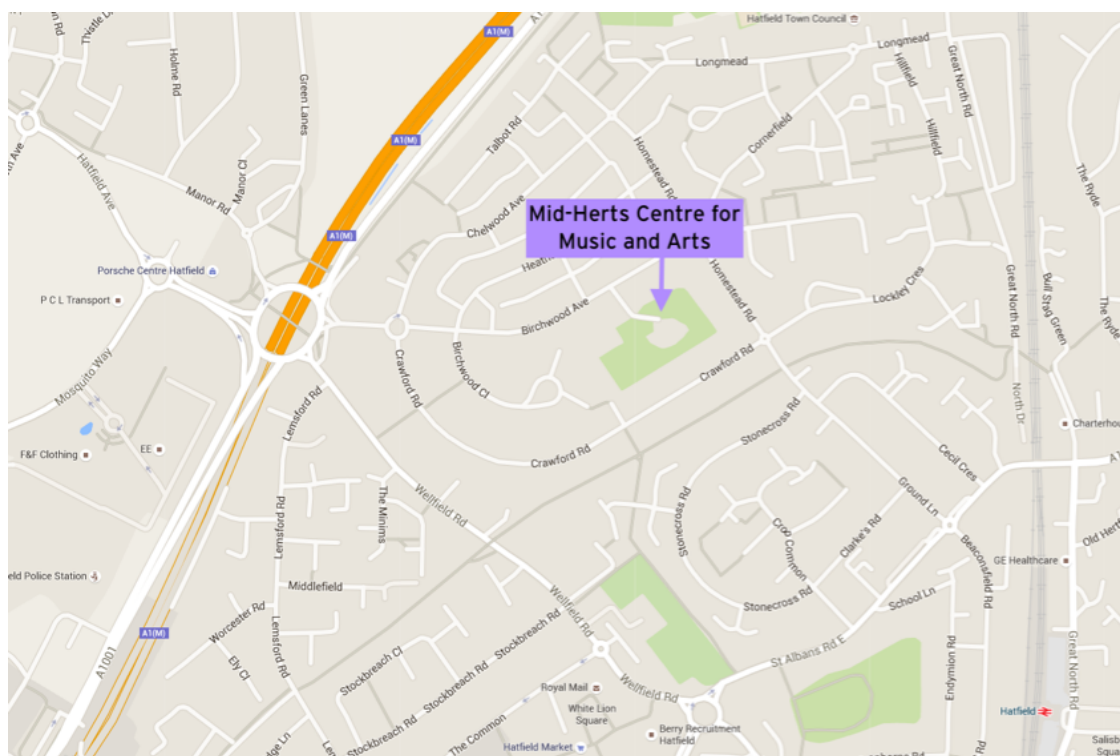 Hatfield Town Council
A1(M)
Longmead
Longmead
Holme Rd
Green Lanes
Talbot Rd
Hillfield
Great North Rd
Cornerfield
Hillfield
A1(M)
Homestead Rd
The Ryde
Hatfield Ave
Manor Cl
Manor Rd
Mid-Herts Centre for
Music and Arts
Chelwood Ave
A1(M)
Porsche Centre Hatfield
P C L Transport
Homestead Rd
Lockley Cres
Great North Rd
Bull Stag Green
The Ryde
Birchwood Ave
Birchwood Cl
Crawford Rd
Crawford Rd
Mosquito Way
Lemsford Rd
North Dr
Stonecross Rd
F&F Clothing
EE
Crawford Rd
Cecil Cres
Wellfield Rd
The Minims
Lemsford Rd
Stonecross Rd
Ground Ln
Crop Common
Clarke's Rd
Beaconsfield Rd
GE Healthcare
Middlefield
Stonecross Rd
School Ln
Worcester Rd
Wellfield Rd
Stockbreach Rd
A1(M)
A1001
Lemsford Rd
Ely Cl
Stockbreach Cl
Stockbreach Rd
St Albans Rd E
Endymion Rd
Great North Rd
Royal Mail
Wellfield Rd
White Lion
Square
Hatfield
Stockbreach Rd
The Common
Berry Recruitment
Hatfield
Hatfield Market